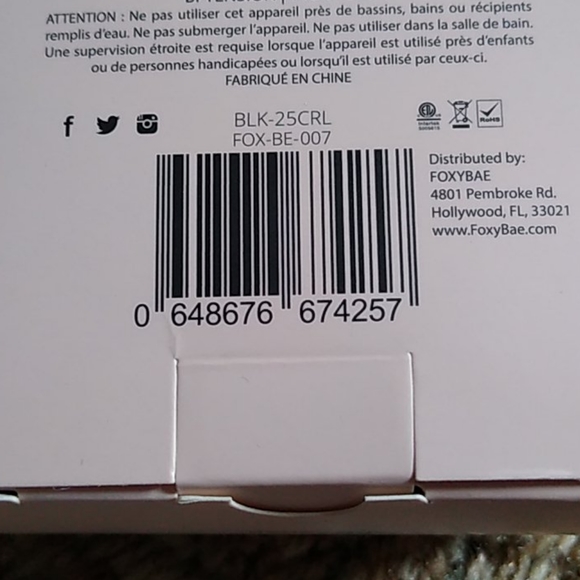 ATTENTION : Ne pas utiliser cet appareil près de bassins, bains ou récipients
remplis d'eau. Ne pas submerger l'appareil. Ne pas utiliser dans la salle de bain.
Une supervision étroite est requise lorsque l'appareil est utilisé près d'enfants
ou de personnes handicapées ou lorsqu'il est utilisé par ceux-ci.
FABRIQUÉ EN CHINE
BLK-25CRL
FOX-BE-007
RoHS
Distributed by:
FOXYBAE
4801 Pembroke Rd.
Hollywood, FL, 33021
www.FoxyBae.com
0 648676 674257